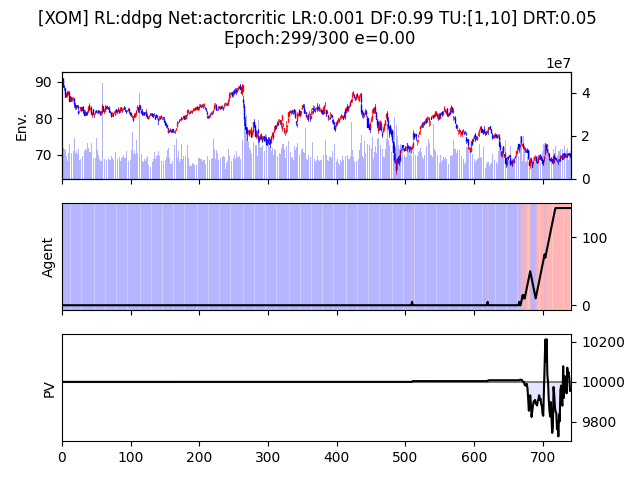 [XOM] RL:ddpg Net:actorcritic LR:0.001 DF:0.99 TU:[1,10] DRT:0.05
Epoch:299/300 e=0.00
1e7
90
80
70
Env.
4
2
0
Agent
100
0
PV
10200
10000
9800
0 100 200 300 400 500 600 700